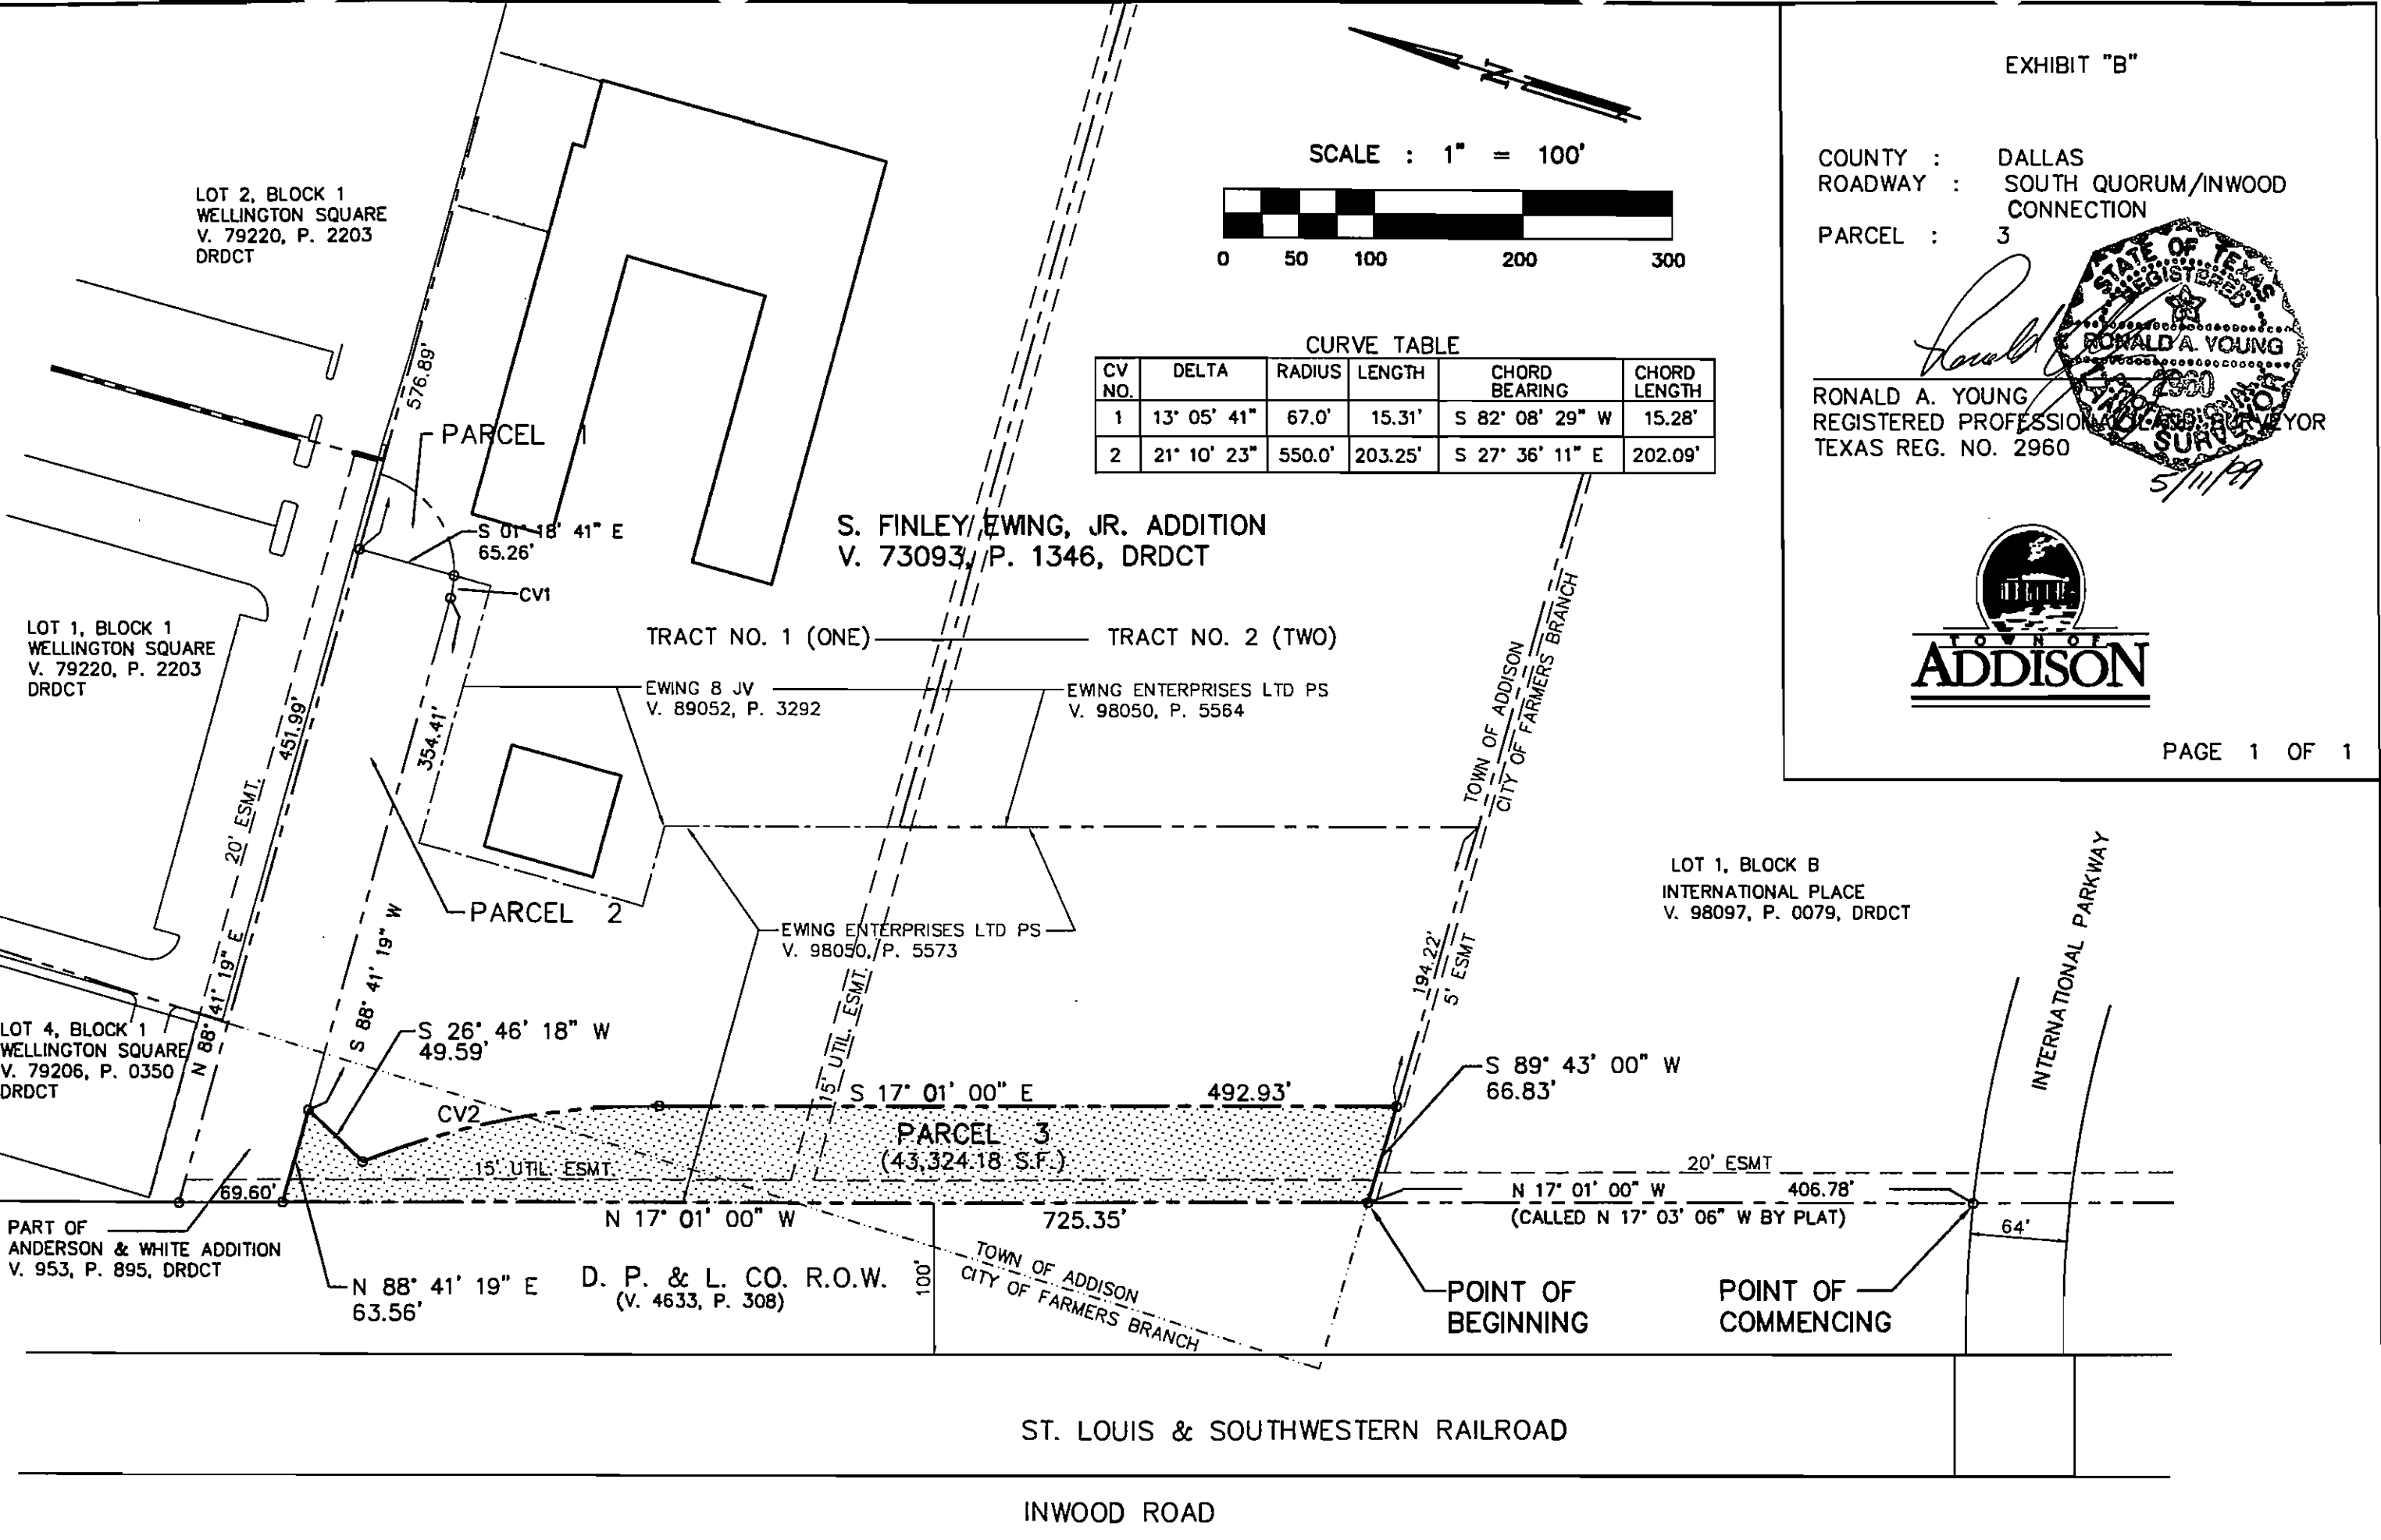 EXHIBIT "B"
COUNTY : DALLAS
ROADWAY : SOUTH QUORUM/INWOOD
CONNECTION
PARCEL : 3
STATE OF TEXAS
REGISTERED
RONALD A. YOUNG
2960
PROFESSIONAL
LAND SURVEYOR
RONALD A. YOUNG
REGISTERED PROFESSIONAL LAND SURVEYOR
TEXAS REG. NO. 2960
5/11/99
TOWN OF
ADDISON
PAGE 1 OF 1
N
SCALE : 1" = 100'
0 50 100 200 300
CURVE TABLE
CV NO. DELTA RADIUS LENGTH CHORD BEARING CHORD LENGTH
1 13° 05' 41" 67.0' 15.31' S 82° 08' 29" W 15.28'
2 21° 10' 23" 550.0' 203.25' S 27° 36' 11" E 202.09'
LOT 2, BLOCK 1
WELLINGTON SQUARE
V. 79220, P. 2203
DRDCT
576.89'
PARCEL 1
S 01° 18' 41" E
65.26'
CV1
S. FINLEY EWING, JR. ADDITION
V. 73093, P. 1346, DRDCT
LOT 1, BLOCK 1
WELLINGTON SQUARE
V. 79220, P. 2203
DRDCT
TRACT NO. 1 (ONE)
TRACT NO. 2 (TWO)
EWING 8 JV
V. 89052, P. 3292
EWING ENTERPRISES LTD PS
V. 98050, P. 5564
451.99'
20' ESMT.
354.41'
TOWN OF ADDISON
CITY OF FARMERS BRANCH
PARCEL 2
EWING ENTERPRISES LTD PS
V. 98050, P. 5573
LOT 1, BLOCK B
INTERNATIONAL PLACE
V. 98097, P. 0079, DRDCT
INTERNATIONAL PARKWAY
194.22'
5' ESMT
N 88° 41' 19" E
S 88° 41' 19" W
LOT 4, BLOCK 1
WELLINGTON SQUARE
V. 79206, P. 0350
DRDCT
S 26° 46' 18" W
49.59'
15' UTIL. ESMT.
CV2
S 17° 01' 00" E 492.93'
S 89° 43' 00" W
66.83'
PARCEL 3
(43,324.18 S.F.)
15' UTIL. ESMT.
20' ESMT
69.60'
N 17° 01' 00" W 725.35'
N 17° 01' 00" W 406.78'
(CALLED N 17° 03' 06" W BY PLAT)
64'
PART OF
ANDERSON & WHITE ADDITION
V. 953, P. 895, DRDCT
N 88° 41' 19" E
63.56'
D. P. & L. CO. R.O.W.
(V. 4633, P. 308)
100'
TOWN OF ADDISON
CITY OF FARMERS BRANCH
POINT OF
BEGINNING
POINT OF
COMMENCING
ST. LOUIS & SOUTHWESTERN RAILROAD
INWOOD ROAD